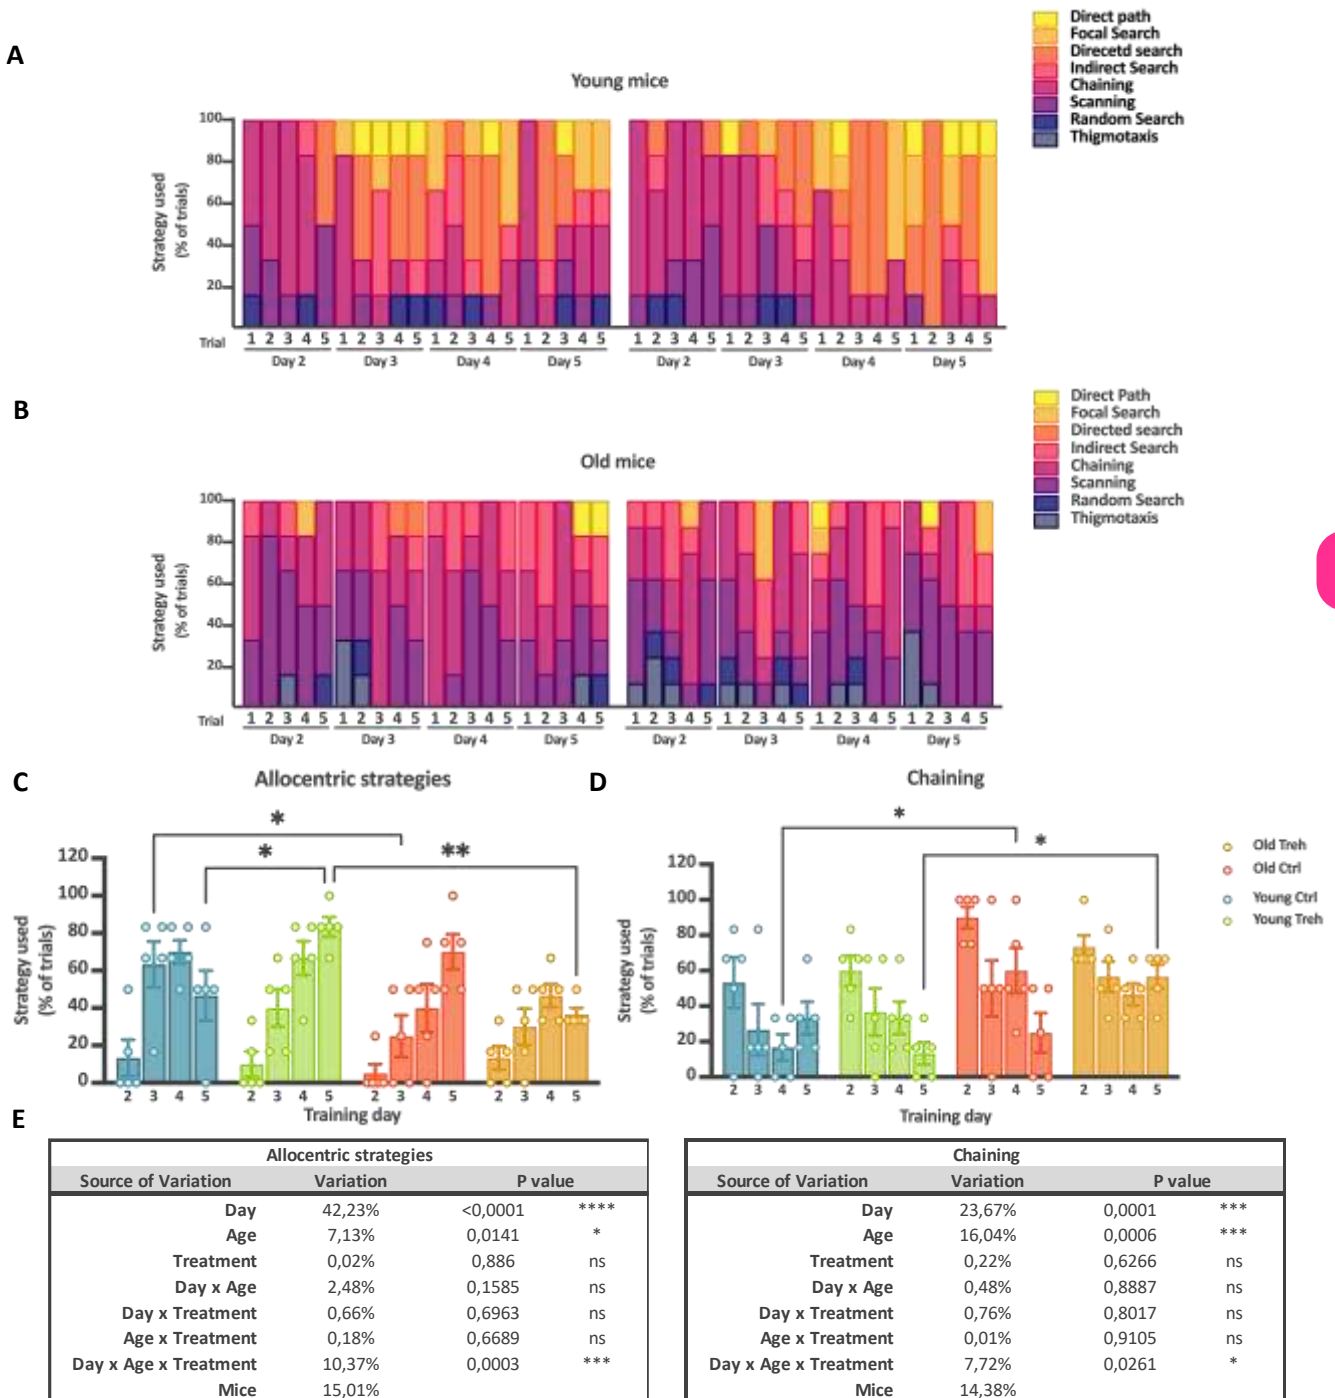 A
Young mice
Direct path
Focal Search
Direcetd search
Indirect Search
Chaining
Scanning
Random Search
Thigmotaxis
Strategy used
(% of trials)
100
80
60
40
20
Trial
1 2 3 4 5 1 2 3 4 5 1 2 3 4 5 1 2 3 4 5 1 2 3 4 5 1 2 3 4 5 1 2 3 4 5 1 2 3 4 5
Day 2 Day 3 Day 4 Day 5 Day 2 Day 3 Day 4 Day 5
B
Old mice
Direct Path
Focal Search
Directed search
Indirect Search
Chaining
Scanning
Random Search
Thigmotaxis
Strategy used
(% of trials)
100
80
60
40
20
Trial
1 2 3 4 5 1 2 3 4 5 1 2 3 4 5 1 2 3 4 5 1 2 3 4 5 1 2 3 4 5 1 2 3 4 5 1 2 3 4 5
Day 2 Day 3 Day 4 Day 5 Day 2 Day 3 Day 4 Day 5
C
Allocentric strategies
* * **
Strategy used
(% of trials)
120
100
80
60
40
20
0
2 3 4 5 2 3 4 5 2 3 4 5 2 3 4 5
Training day
D
Chaining
* *
Strategy used
(% of trials)
120
100
80
60
40
20
0
2 3 4 5 2 3 4 5 2 3 4 5 2 3 4 5
Training day
Old Treh
Old Ctrl
Young Ctrl
Young Treh
E
Allocentric strategies
Source of Variation Variation P value
Day 42,23% <0,0001 ****
Age 7,13% 0,0141 *
Treatment 0,02% 0,886 ns
Day x Age 2,48% 0,1585 ns
Day x Treatment 0,66% 0,6963 ns
Age x Treatment 0,18% 0,6689 ns
Day x Age x Treatment 10,37% 0,0003 ***
Mice 15,01%
Chaining
Source of Variation Variation P value
Day 23,67% 0,0001 ***
Age 16,04% 0,0006 ***
Treatment 0,22% 0,6266 ns
Day x Age 0,48% 0,8887 ns
Day x Treatment 0,76% 0,8017 ns
Age x Treatment 0,01% 0,9105 ns
Day x Age x Treatment 7,72% 0,0261 *
Mice 14,38%